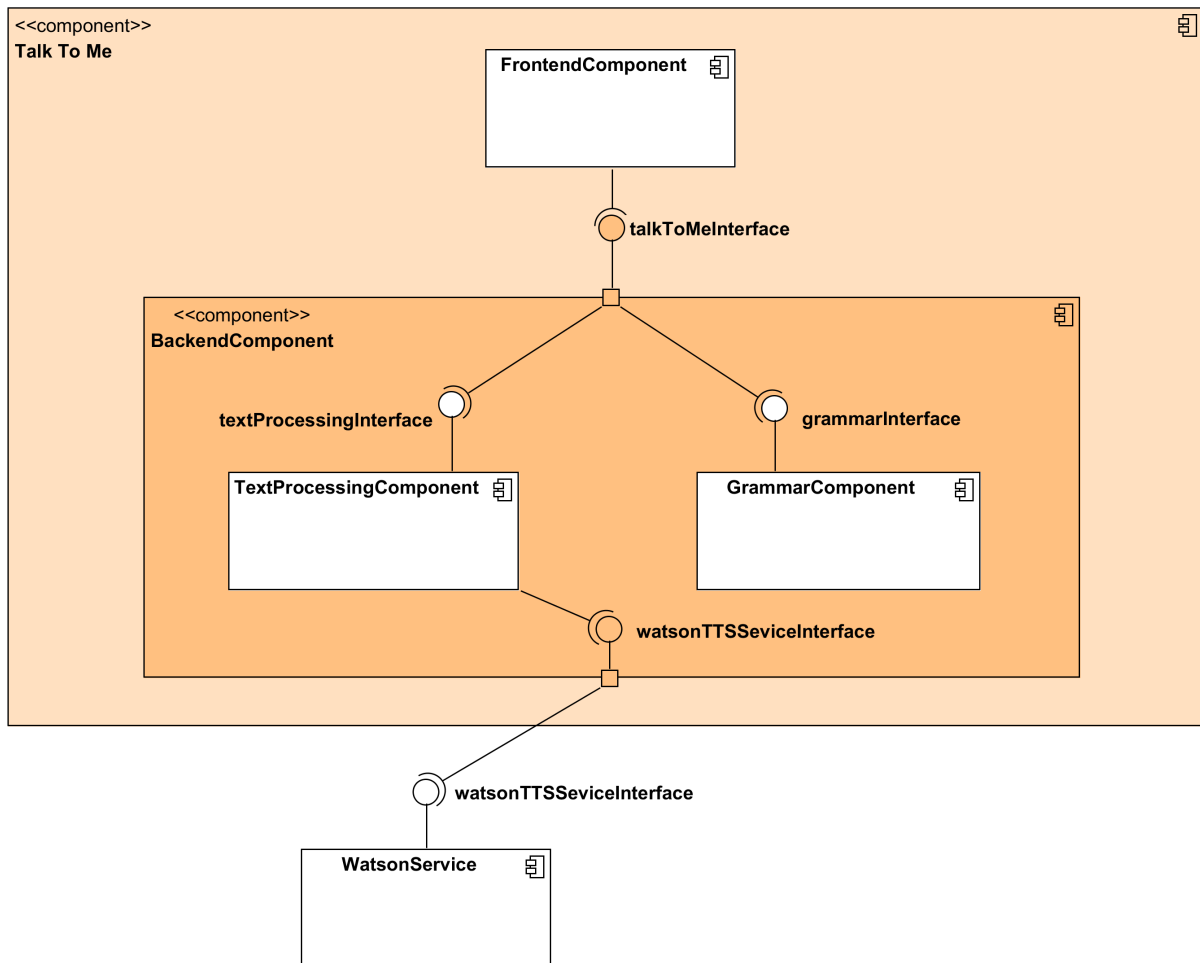 <<component>>
Talk To Me
FrontendComponent
talkToMeInterface
<<component>>
BackendComponent
textProcessingInterface
grammarInterface
TextProcessingComponent
GrammarComponent
watsonTTSSeviceInterface
watsonTTSSeviceInterface
WatsonService